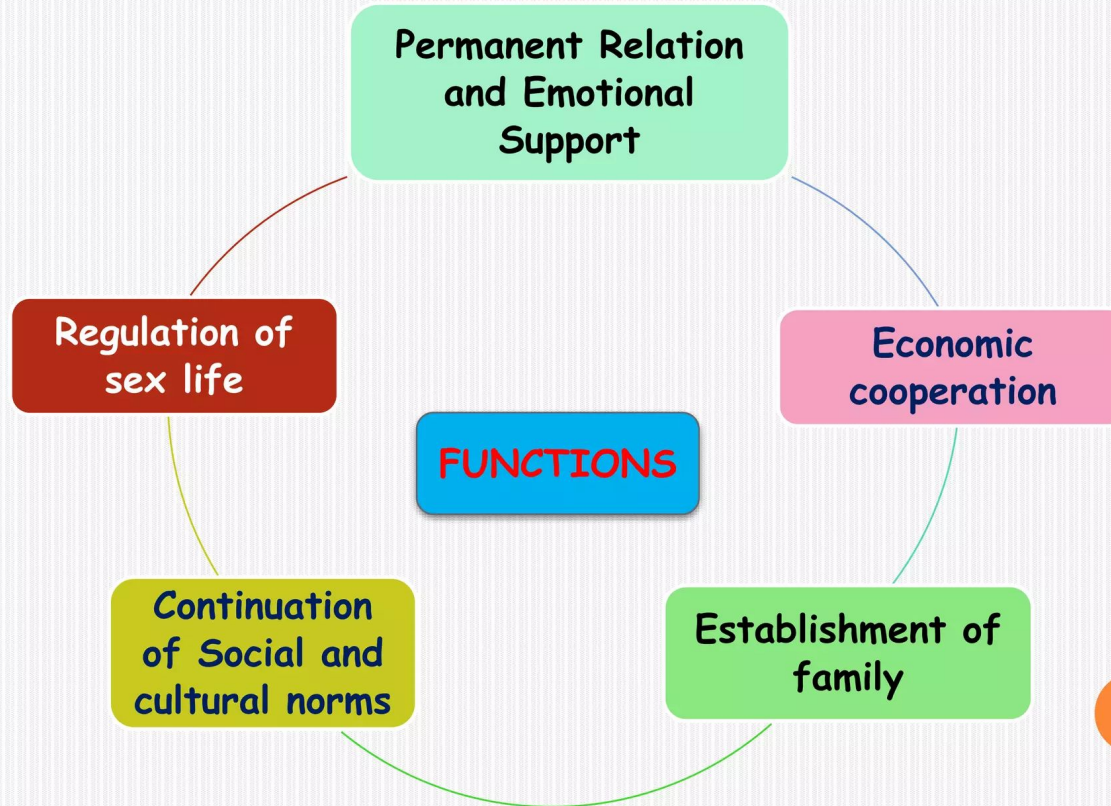 Permanent Relation
and Emotional
Support
Regulation of
sex life
Economic
cooperation
FUNCTIONS
Continuation
of Social and
cultural norms
Establishment of
family